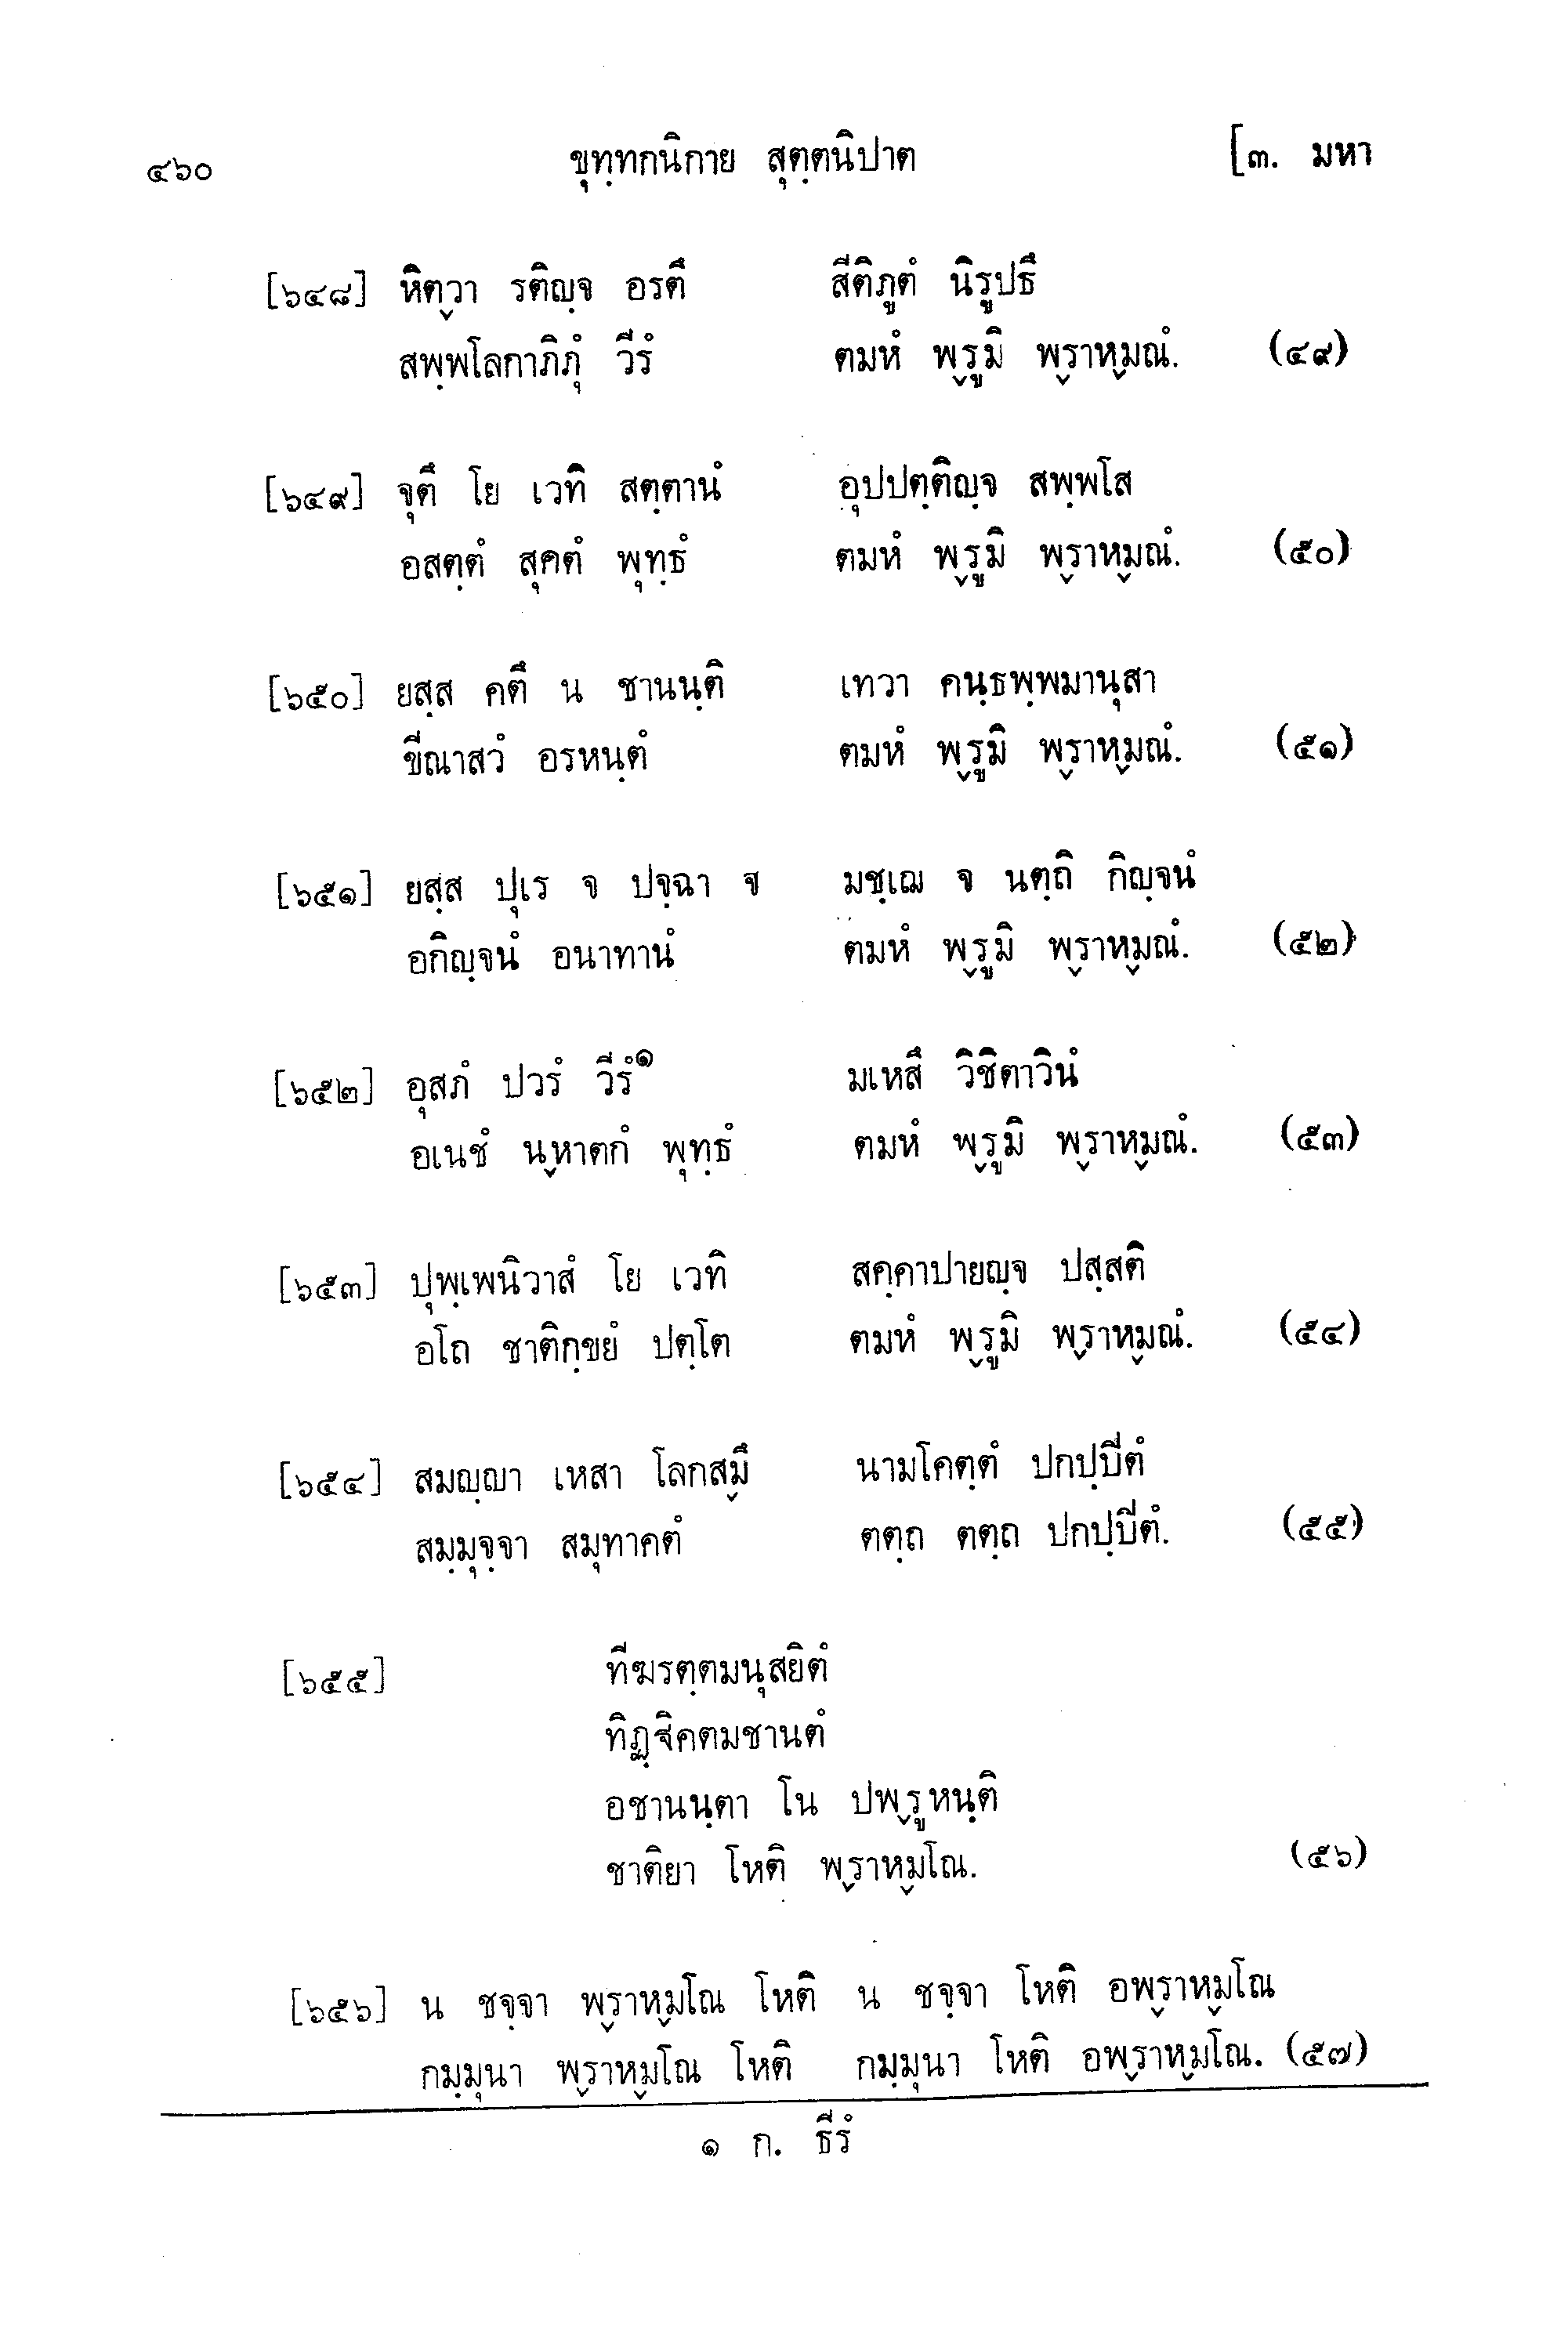 ๔๖๐ ขุทฺทกนิกาย สุตฺตนิปาต [๓. มหา
[๖๔๘] หิตฺวา รติญฺจ อรตึ สีติภูตํ นิรูปธึ
สพฺพโลกาภิภุํ วีรํ ตมหํ พฺรูมิ พฺราหฺมณํ. (๔๙)
[๖๔๙] จุตึ โย เวทิ สตฺตานํ อุปปตฺติญฺจ สพฺพโส
อสตฺตํ สุคตํ พุทฺธํ ตมหํ พฺรูมิ พฺราหฺมณํ. (๕๐)
[๖๕๐] ยสฺส คตึ น ชานนฺติ เทวา คนฺธพฺพมานุสา
ขีณาสวํ อรหนฺตํ ตมหํ พฺรูมิ พฺราหฺมณํ. (๕๑)
[๖๕๑] ยสฺส ปุเร จ ปจฺฉา จ มชฺเฌ จ นตฺถิ กิญฺจนํ
อกิญฺจนํ อนาทานํ ตมหํ พฺรูมิ พฺราหฺมณํ. (๕๒)
[๖๕๒] อุสภํ ปวรํ วีรํ๑ มเหสึ วิชิตาวินํ
อเนชํ นฺหาตกํ พุทฺธํ ตมหํ พฺรูมิ พฺราหฺมณํ. (๕๓)
[๖๕๓] ปุพฺเพนิวาสํ โย เวทิ สคฺคาปายญฺจ ปสฺสติ
อโถ ชาติกฺขยํ ปตฺโต ตมหํ พฺรูมิ พฺราหฺมณํ. (๕๔)
[๖๕๔] สมญฺญา เหสา โลกสฺมึ นามโคตฺตํ ปกปฺปิตํ
สมฺมุจฺจา สมุทาคตํ ตตฺถ ตตฺถ ปกปฺปิตํ. (๕๕)
[๖๕๕] ทีฆรตฺตมนุสยิตํ
ทิฏฺฐิคตมชานตํ
อชานนฺตา โน ปพฺรูหนฺติ
ชาติยา โหติ พฺราหฺมโณ. (๕๖)
[๖๕๖] น ชจฺจา พฺราหฺมโณ โหติ น ชจฺจา โหติ อพฺราหฺมโณ
กมฺมุนา พฺราหฺมโณ โหติ กมฺมุนา โหติ อพฺราหฺมโณ. (๕๗)
๑ ก. ธีรํ